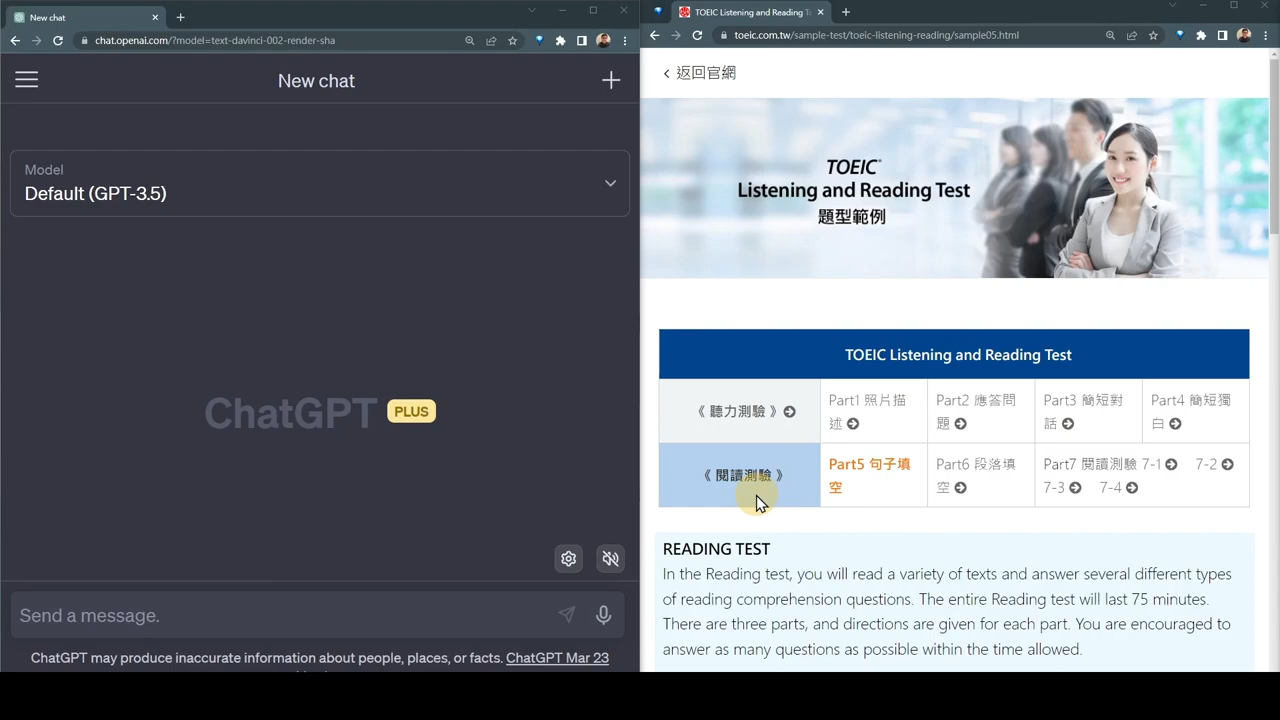 New chat
chat.openai.com/?model=text-davinci-002-render-sha
New chat
Model
Default (GPT-3.5)
ChatGPT PLUS
Send a message.
ChatGPT may produce inaccurate information about people, places, or facts. ChatGPT Mar 23
TOEIC Listening and Reading T
toeic.com.tw/sample-test/toeic-listening-reading/sample05.html
返回官網
TOEIC®
Listening and Reading Test
題型範例
TOEIC Listening and Reading Test
《 聽力測驗 》
Part1 照片描
述
Part2 應答問
題
Part3 簡短對
話
Part4 簡短獨
白
《 閱讀測驗 》
Part5 句子填
空
Part6 段落填
空
Part7 閱讀測驗 7-1 7-2
7-3 7-4
READING TEST
In the Reading test, you will read a variety of texts and answer several different types
of reading comprehension questions. The entire Reading test will last 75 minutes.
There are three parts, and directions are given for each part. You are encouraged to
answer as many questions as possible within the time allowed.